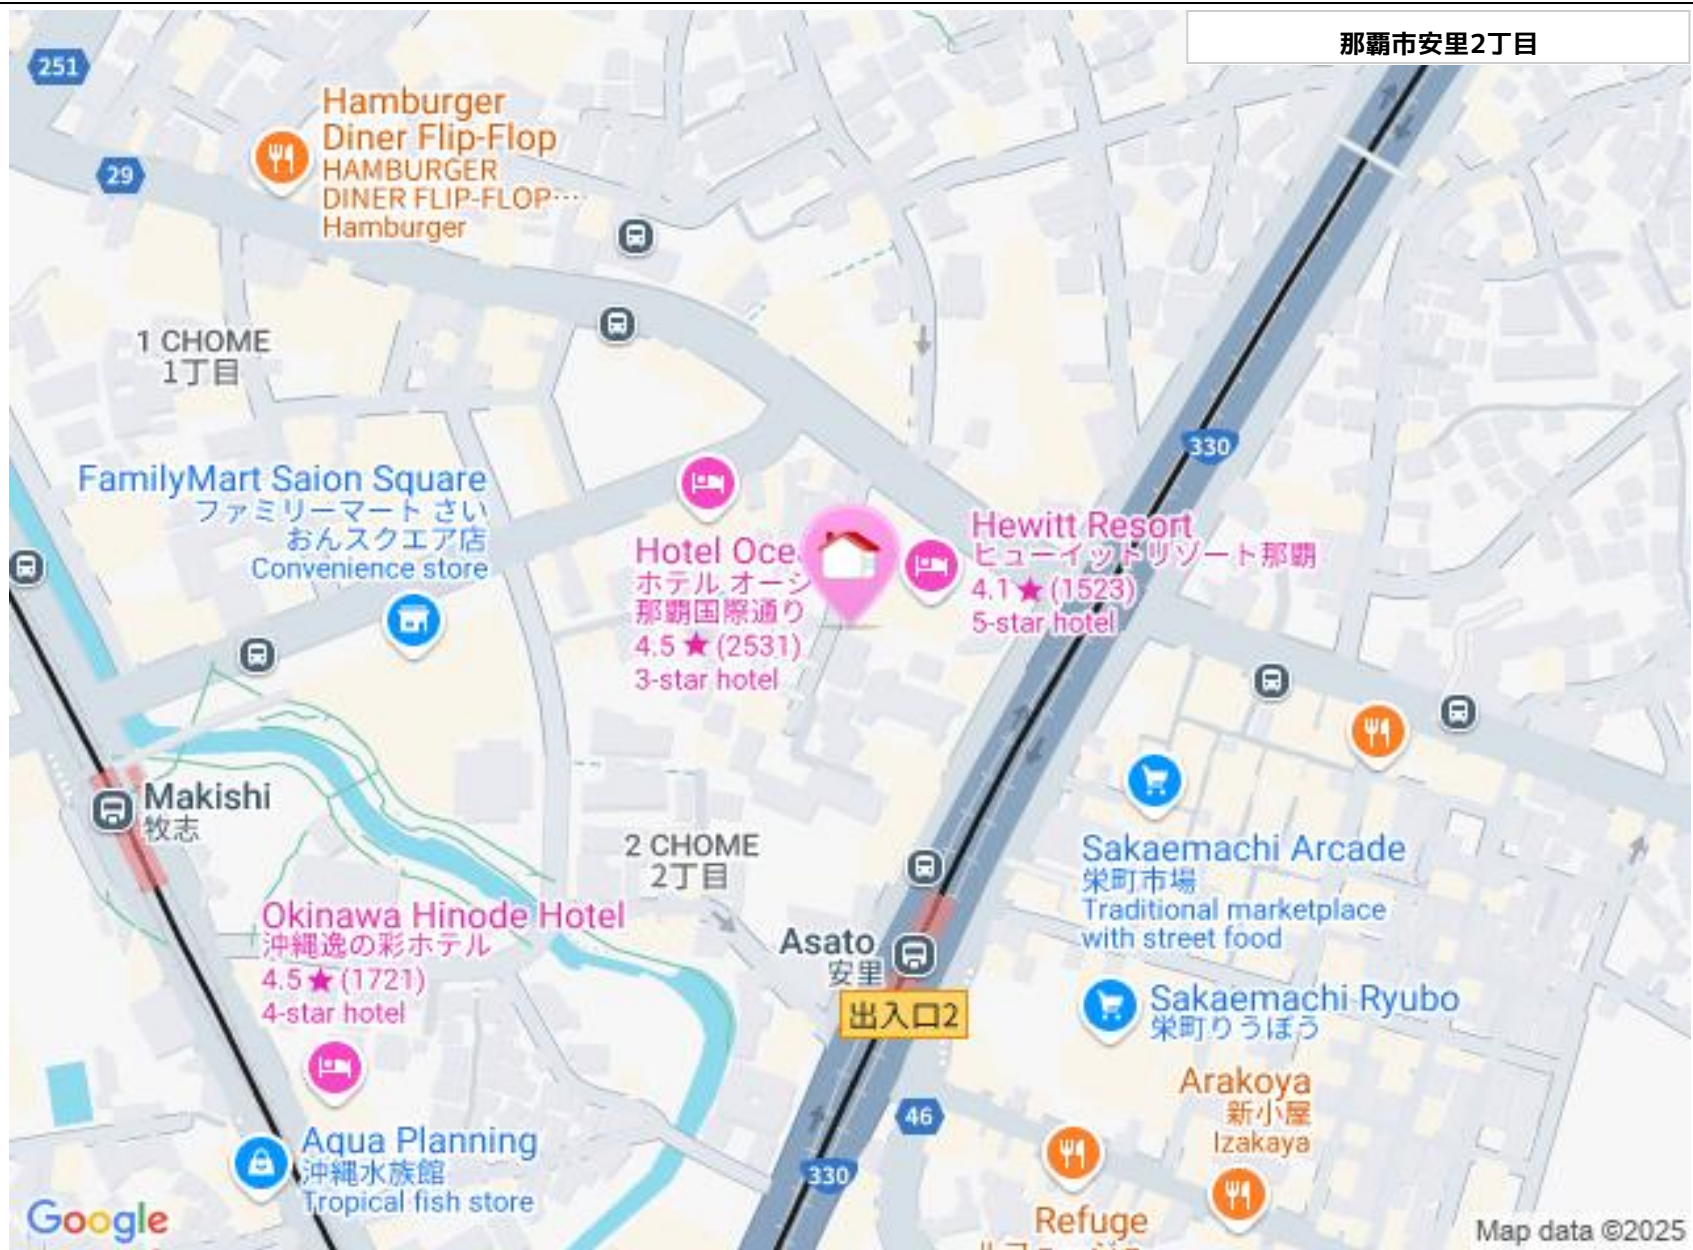 那覇市安里2丁目
251
29
Hamburger
Diner Flip-Flop
HAMBURGER
DINER FLIP-FLOP…
Hamburger
1 CHOME
1丁目
330
FamilyMart Saion Square
ファミリーマート さい
おんスクエア店
Convenience store
Hotel Oce
ホテル オーシ
那覇国際通り
4.5 ★ (2531)
3-star hotel
Hewitt Resort
ヒューイットリゾート那覇
4.1 ★ (1523)
5-star hotel
Makishi
牧志
2 CHOME
2丁目
Sakaemachi Arcade
栄町市場
Traditional marketplace
with street food
Okinawa Hinode Hotel
沖縄逸の彩ホテル
4.5 ★ (1721)
4-star hotel
Asato
安里
出入口2
Sakaemachi Ryubo
栄町りうぼう
Arakoya
新小屋
Izakaya
46
330
Aqua Planning
沖縄水族館
Tropical fish store
Refuge
Google
Map data ©2025